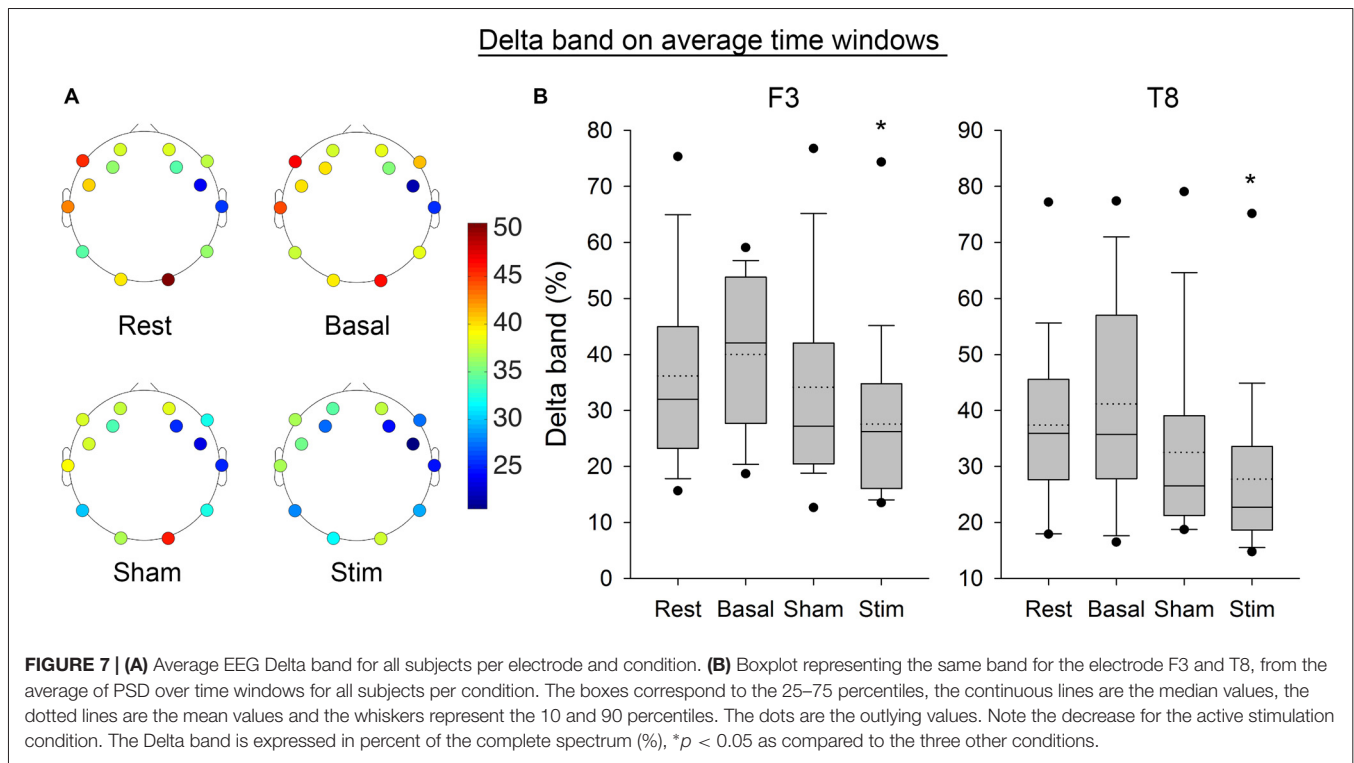 Delta band on average time windows
A
Rest
Basal
Sham
Stim
50
45
40
35
30
25
B
F3
*
80
70
60
50
40
30
20
10
0
Delta band (%)
Rest Basal Sham Stim
T8
*
90
80
70
60
50
40
30
20
10
Rest Basal Sham Stim
FIGURE 7 | (A) Average EEG Delta band for all subjects per electrode and condition. (B) Boxplot representing the same band for the electrode F3 and T8, from the
average of PSD over time windows for all subjects per condition. The boxes correspond to the 25–75 percentiles, the continuous lines are the median values, the
dotted lines are the mean values and the whiskers represent the 10 and 90 percentiles. The dots are the outlying values. Note the decrease for the active stimulation
condition. The Delta band is expressed in percent of the complete spectrum (%), *p < 0.05 as compared to the three other conditions.